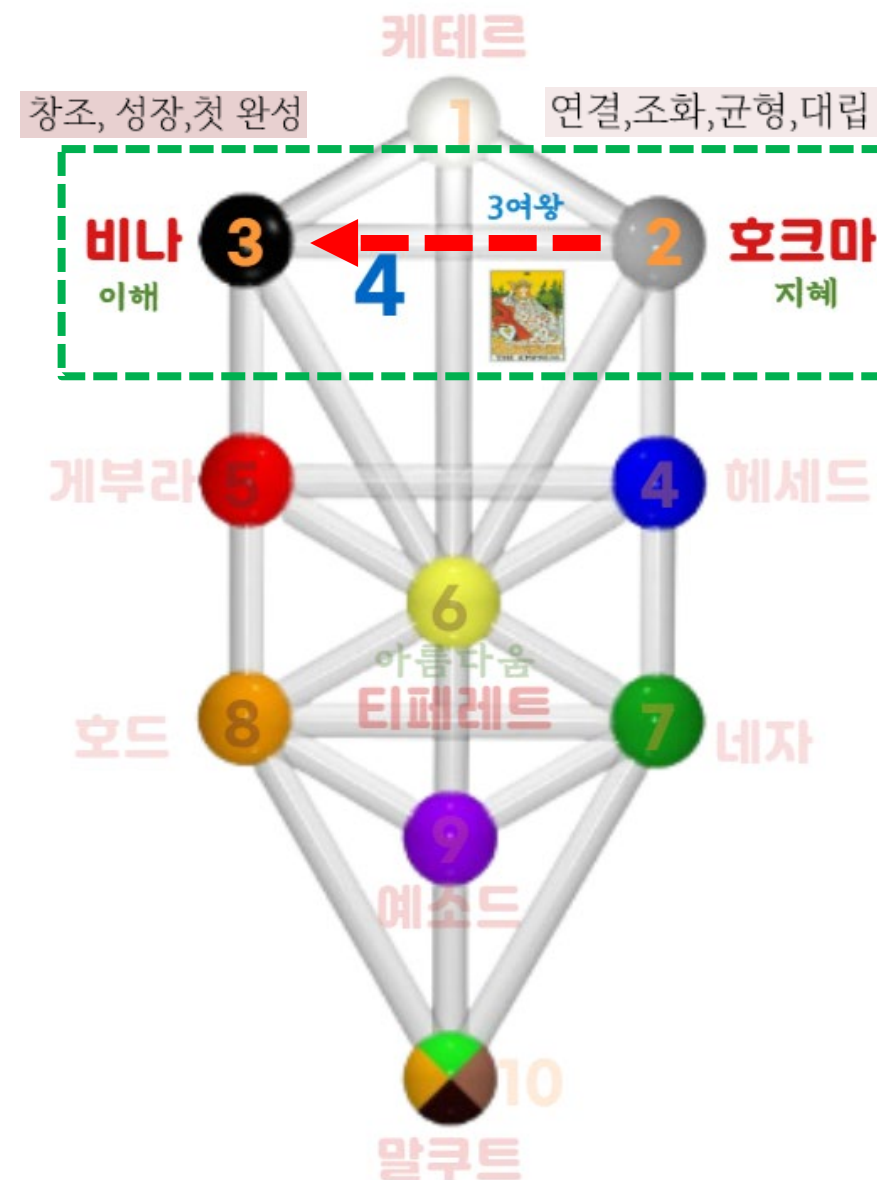 케테르
창조, 성장,첫 완성
1
연결,조화,균형,대립
3여왕
비나
3
2
호크마
이해
4
지혜
THE EMPRESS
게부라
5
4
헤세드
6
아름다움
티페레트
호드
8
7
네자
9
예소드
10
말쿠트